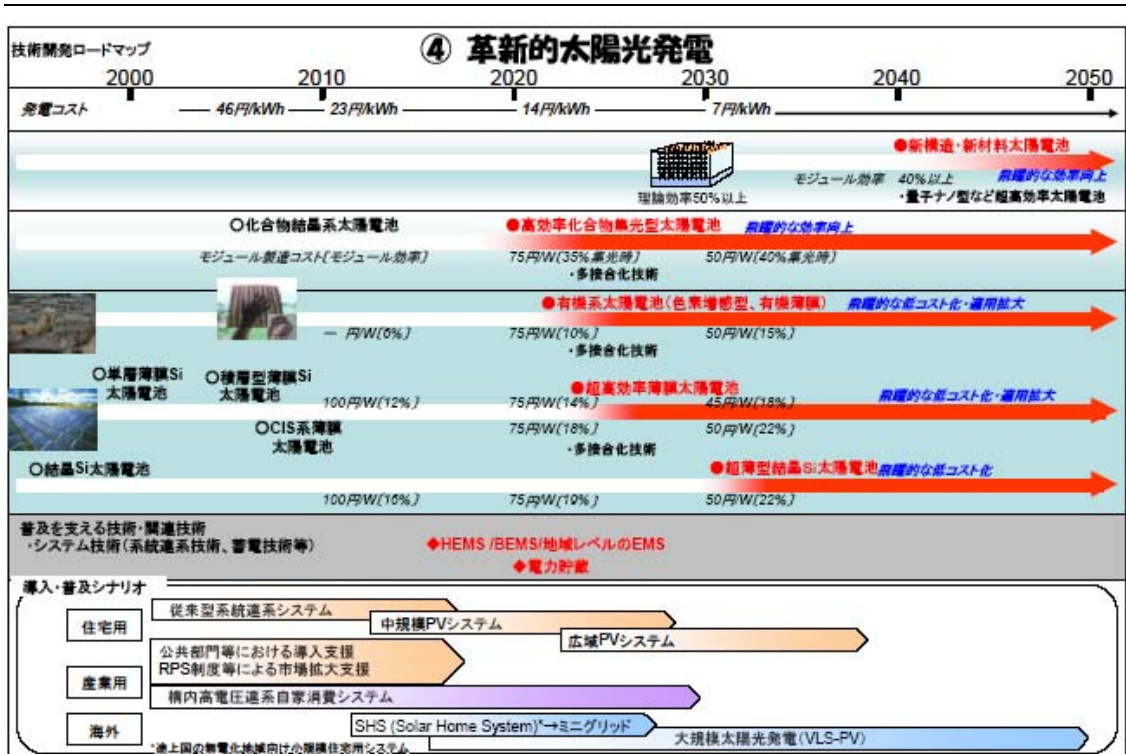 技術開発ロードマップ
④ 革新的太陽光発電
2000 2010 2020 2030 2040 2050
発電コスト 46円/kWh 23円/kWh 14円/kWh 7円/kWh
●新構造・新材料太陽電池
モジュール効率 40%以上 飛躍的な効率向上
理論効率50%以上
・量子ナノ型など超高効率太陽電池
○化合物結晶系太陽電池 ●高効率化合物集光型太陽電池 飛躍的な効率向上
モジュール製造コスト(モジュール効率) 75円/W(35%集光時) 50円/W(40%集光時)
・多接合化技術
●有機系太陽電池(色素増感型、有機薄膜) 飛躍的な低コスト化・適用拡大
― 円/W(6%) 75円/W(10%) 50円/W(15%)
・多接合化技術
○単層薄膜Si
太陽電池
○積層型薄膜Si
太陽電池
●超高効率薄膜太陽電池 飛躍的な低コスト化・適用拡大
100円/W(12%) 75円/W(14%) 45円/W(18%)
○CIS系薄膜
太陽電池
75円/W(18%) 50円/W(22%)
・多接合化技術
○結晶Si太陽電池 ●超薄型結晶Si太陽電池 飛躍的な低コスト化
100円/W(16%) 75円/W(19%) 50円/W(22%)
普及を支える技術・関連技術
・システム技術(系統連系技術、蓄電技術等) ◆HEMS /BEMS/地域レベルのEMS
◆電力貯蔵
導入・普及シナリオ
住宅用
従来型系統連系システム
中規模PVシステム
広域PVシステム
産業用
公共部門等における導入支援
RPS制度等による市場拡大支援
構内高電圧連系自家消費システム
海外
SHS (Solar Home System)*→ミニグリッド
大規模太陽光発電(VLS-PV)
*途上国の無電化地域向け小規模住宅用システム